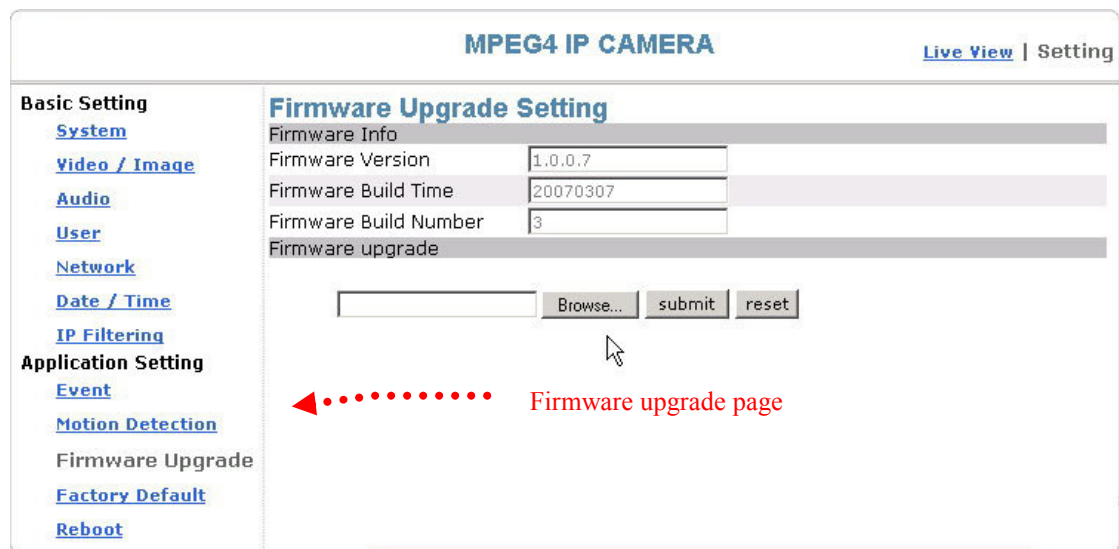 MPEG4 IP CAMERA
Live View | Setting
Basic Setting
System
Video / Image
Audio
User
Network
Date / Time
IP Filtering
Application Setting
Event
Motion Detection
Firmware Upgrade
Factory Default
Reboot
Firmware Upgrade Setting
Firmware Info
Firmware Version 1.0.0.7
Firmware Build Time 20070307
Firmware Build Number 3
Firmware upgrade
Browse... submit reset
Firmware upgrade page